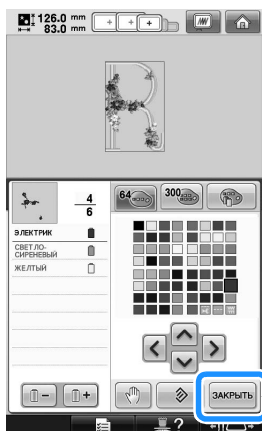 126.0 mm
83.0 mm
4
6
64
300
ЭЛЕКТРИК
СВЕТЛО-
СИРЕНЕВЫЙ
ЖЕЛТЫЙ
ЗАКРЫТЬ
?